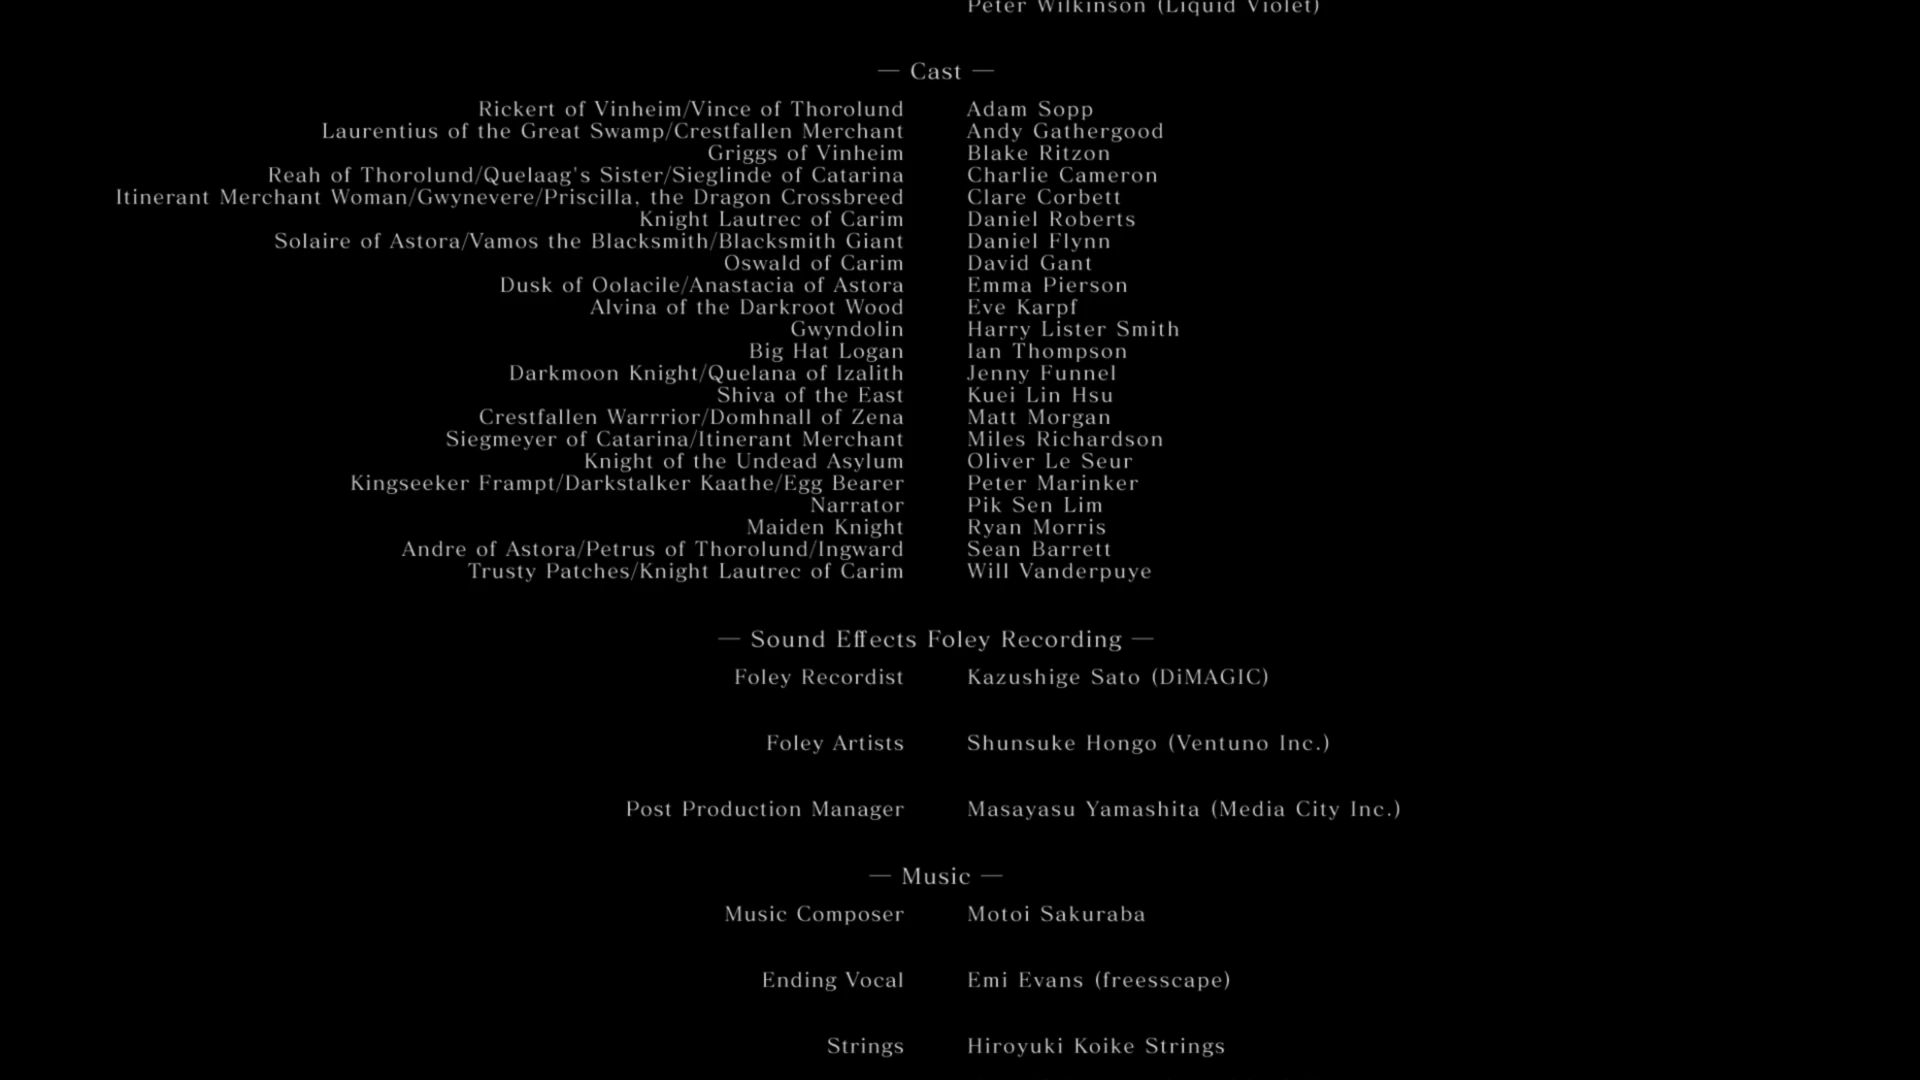 Peter Wilkinson (Liquid Violet)
— Cast —
Rickert of Vinheim/Vince of Thorolund Adam Sopp
Laurentius of the Great Swamp/Crestfallen Merchant Andy Gathergood
Griggs of Vinheim Blake Ritzon
Reah of Thorolund/Quelaag's Sister/Sieglinde of Catarina Charlie Cameron
Itinerant Merchant Woman/Gwynevere/Priscilla, the Dragon Crossbreed Clare Corbett
Knight Lautrec of Carim Daniel Roberts
Solaire of Astora/Vamos the Blacksmith/Blacksmith Giant Daniel Flynn
Oswald of Carim David Gant
Dusk of Oolacile/Anastacia of Astora Emma Pierson
Alvina of the Darkroot Wood Eve Karpf
Gwyndolin Harry Lister Smith
Big Hat Logan Ian Thompson
Darkmoon Knight/Quelana of Izalith Jenny Funnel
Shiva of the East Kuei Lin Hsu
Crestfallen Warrrior/Domhnall of Zena Matt Morgan
Siegmeyer of Catarina/Itinerant Merchant Miles Richardson
Knight of the Undead Asylum Oliver Le Seur
Kingseeker Frampt/Darkstalker Kaathe/Egg Bearer Peter Marinker
Narrator Pik Sen Lim
Maiden Knight Ryan Morris
Andre of Astora/Petrus of Thorolund/Ingward Sean Barrett
Trusty Patches/Knight Lautrec of Carim Will Vanderpuye
— Sound Effects Foley Recording —
Foley Recordist Kazushige Sato (DiMAGIC)
Foley Artists Shunsuke Hongo (Ventuno Inc.)
Post Production Manager Masayasu Yamashita (Media City Inc.)
— Music —
Music Composer Motoi Sakuraba
Ending Vocal Emi Evans (freesscape)
Strings Hiroyuki Koike Strings